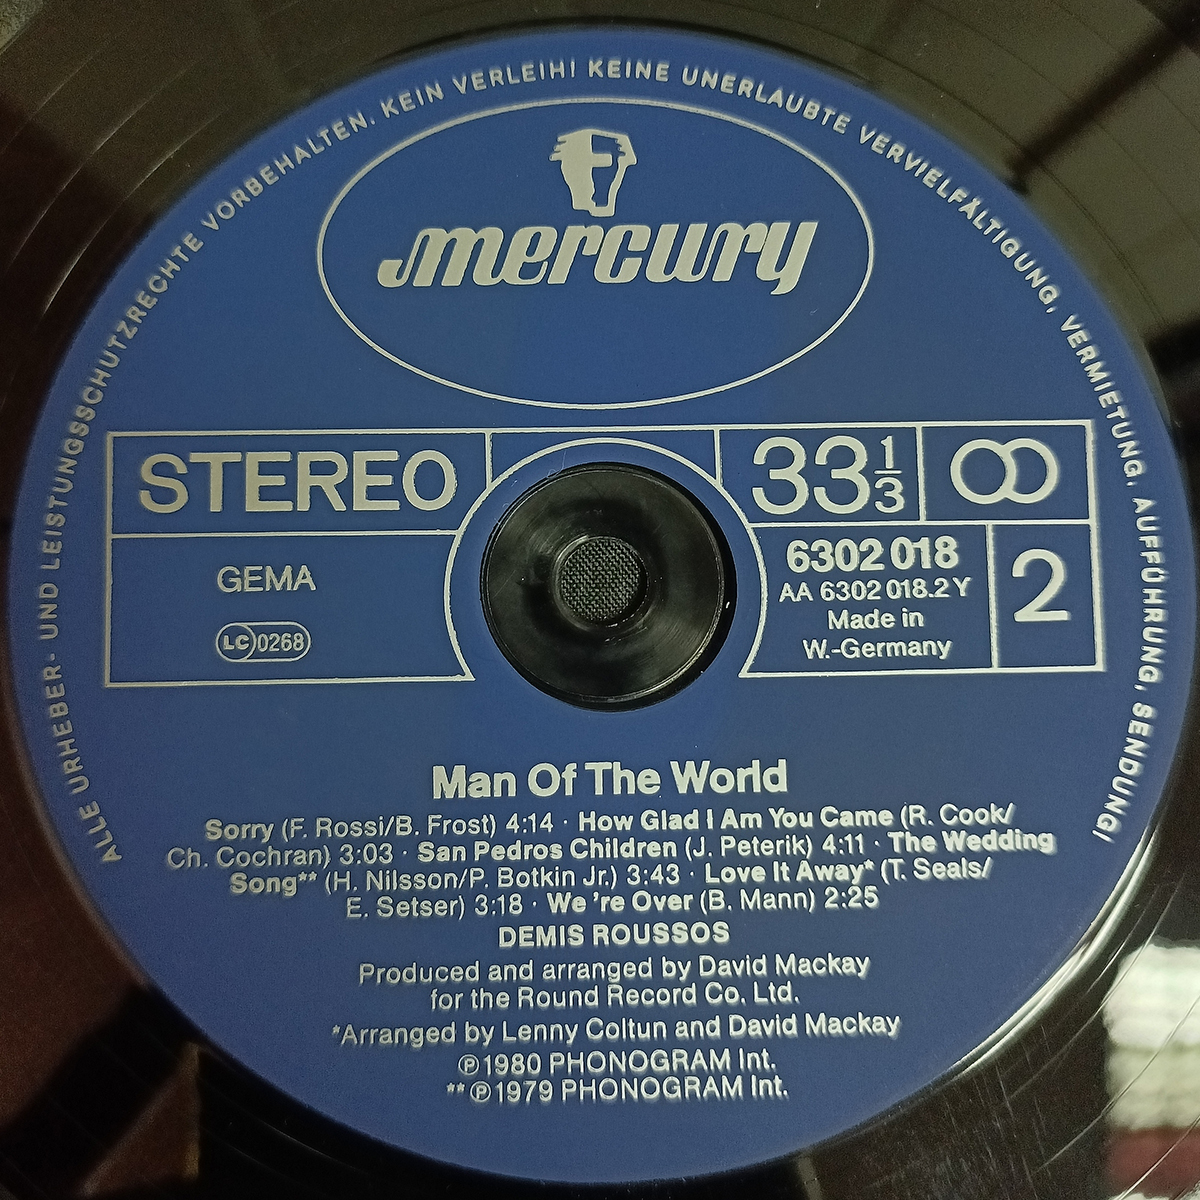 ALLE URHEBER- UND LEISTUNGSSCHUTZRECHTE VORBEHALTEN. KEIN VERLEIH! KEINE UNERLAUBTE VERVIELFÄLTIGUNG, VERMIETUNG, AUFFÜHRUNG, SENDUNG!
mercury
STEREO
33 1/3
GEMA
LC 0268
6302 018
AA 6302 018.2 Y
Made in
W.-Germany
2
Man Of The World
Sorry (F. Rossi/B. Frost) 4:14 · How Glad I Am You Came (R. Cook/
Ch. Cochran) 3:03 · San Pedros Children (J. Peterik) 4:11 · The Wedding
Song** (H. Nilsson/P. Botkin Jr.) 3:43 · Love It Away* (T. Seals/
E. Setser) 3:18 · We're Over (B. Mann) 2:25
DEMIS ROUSSOS
Produced and arranged by David Mackay
for the Round Record Co. Ltd.
*Arranged by Lenny Coltun and David Mackay
℗1980 PHONOGRAM Int.
**℗1979 PHONOGRAM Int.